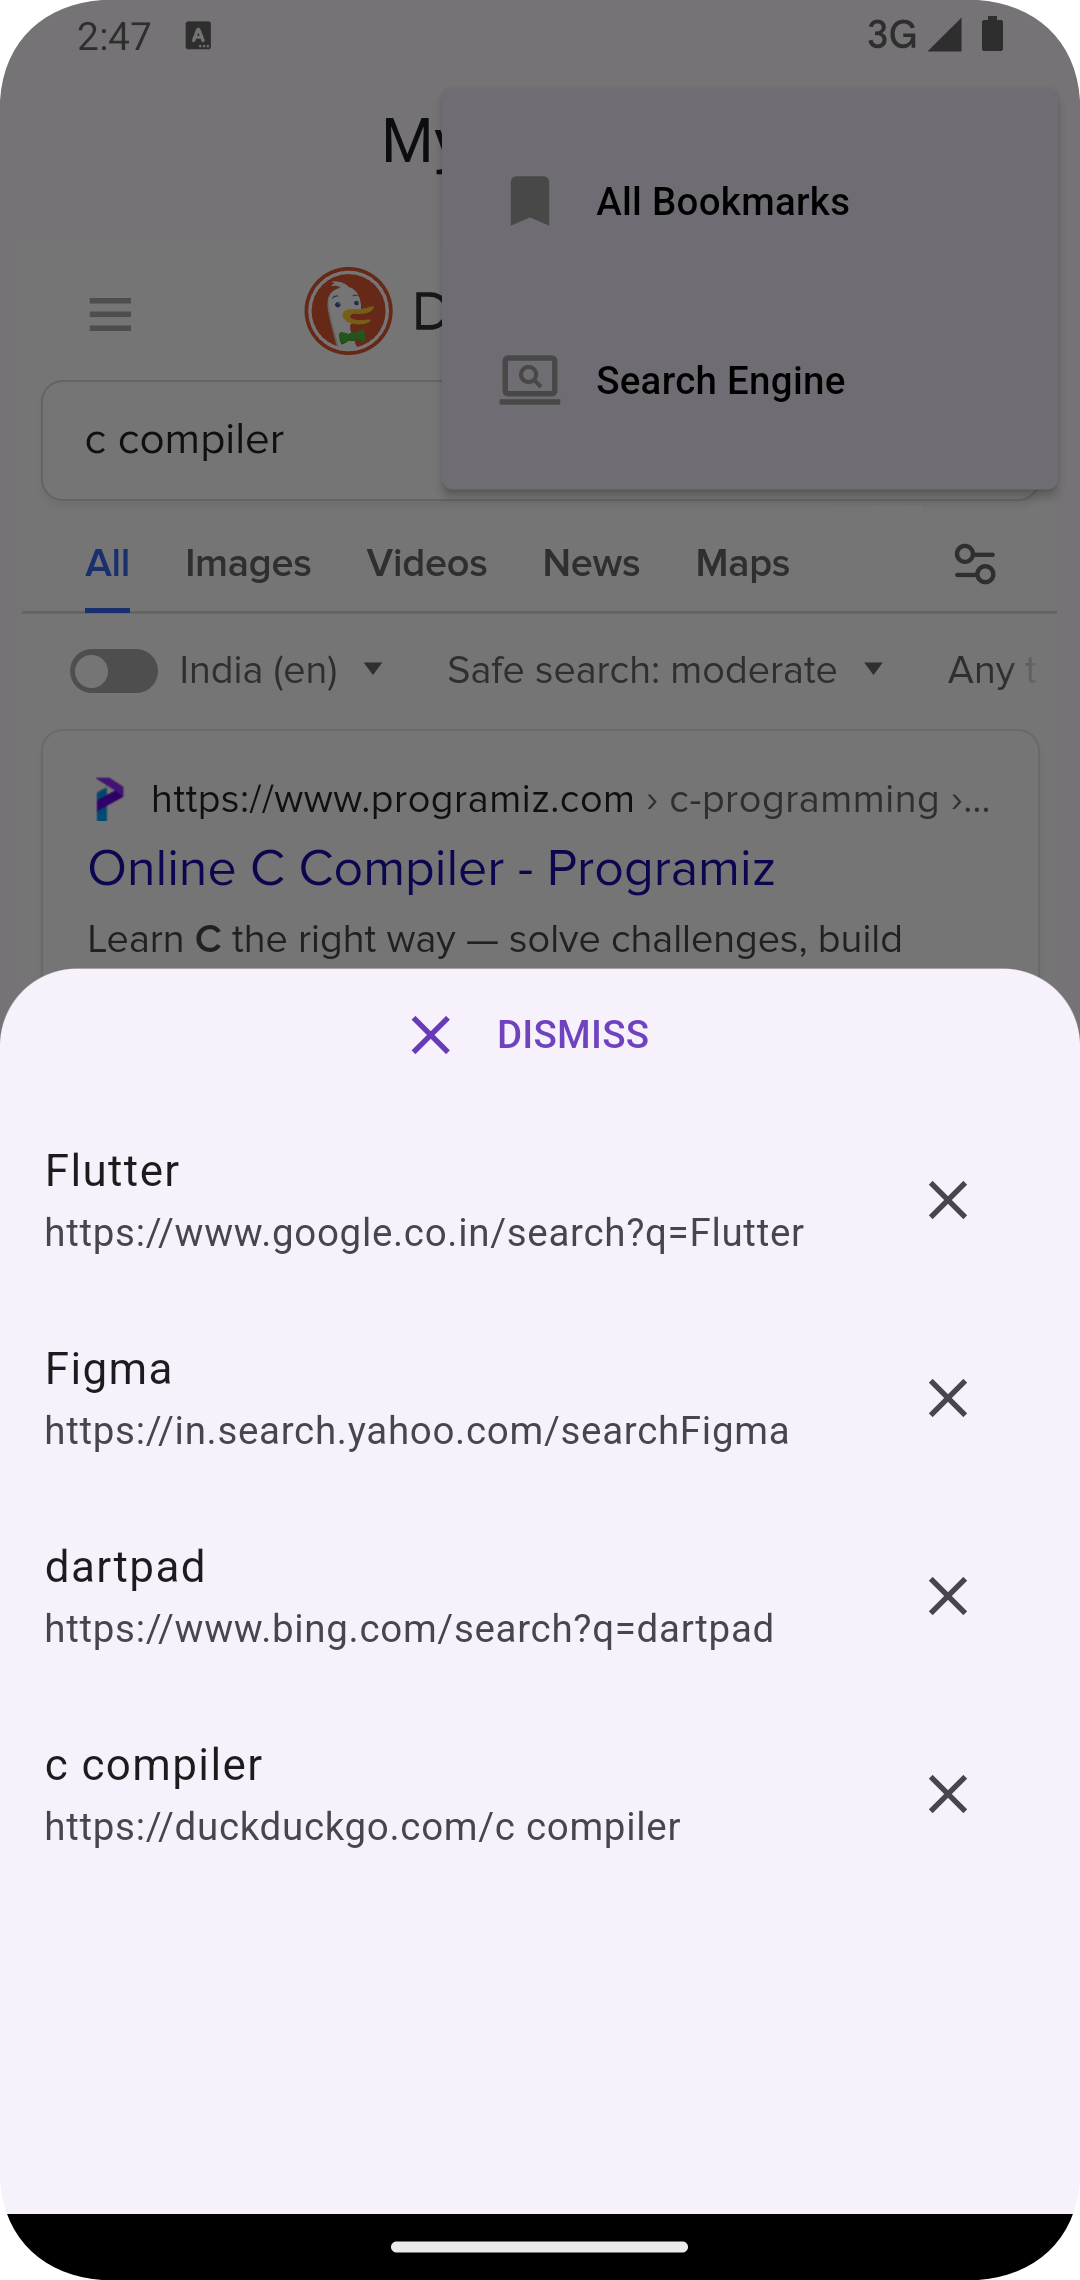 2:47
A
3G
My
All Bookmarks
D
Search Engine
c compiler
All Images Videos News Maps
India (en) Safe search: moderate Any t
https://www.programiz.com › c-programming ›...
Online C Compiler - Programiz
Learn C the right way — solve challenges, build
DISMISS
Flutter
https://www.google.co.in/search?q=Flutter
Figma
https://in.search.yahoo.com/searchFigma
dartpad
https://www.bing.com/search?q=dartpad
c compiler
https://duckduckgo.com/c compiler